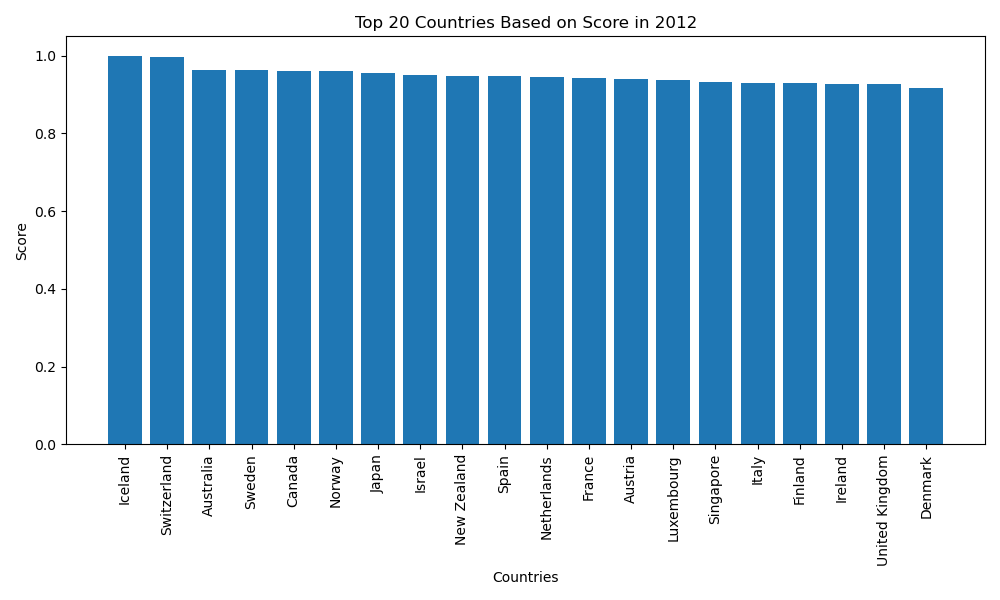 Top 20 Countries Based on Score in 2012
Score
1.0
0.8
0.6
0.4
0.2
0.0
Iceland
Switzerland
Australia
Sweden
Canada
Norway
Japan
Israel
New Zealand
Spain
Netherlands
France
Austria
Luxembourg
Singapore
Italy
Finland
Ireland
United Kingdom
Denmark
Countries